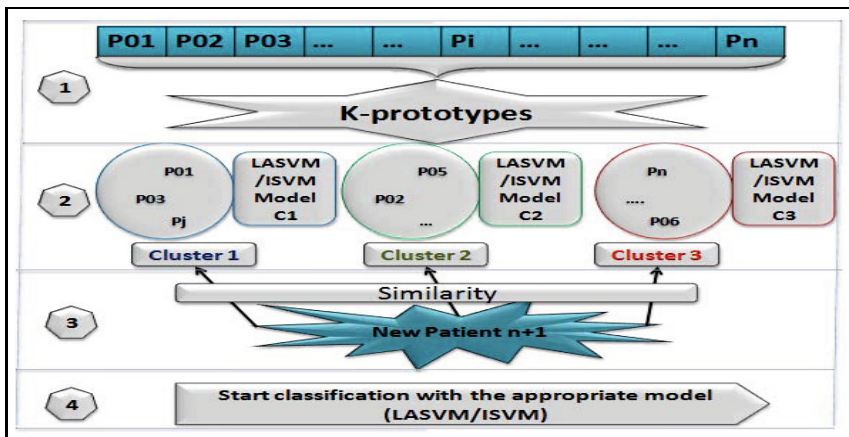 P01 P02 P03 ... ... Pi ... ... ... Pn
1
K-prototypes
2
P01
P03
Pj
LASVM
/ISVM
Model
C1
P05
P02
...
LASVM
/ISVM
Model
C2
Pn
....
P06
LASVM
/ISVM
Model
C3
Cluster 1
Cluster 2
Cluster 3
3
Similarity
New Patient n+1
4
Start classification with the appropriate model
(LASVM/ISVM)